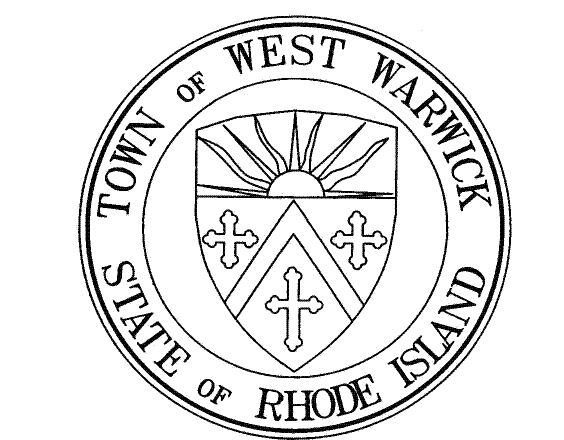 TOWN OF WEST WARWICK
STATE OF RHODE ISLAND